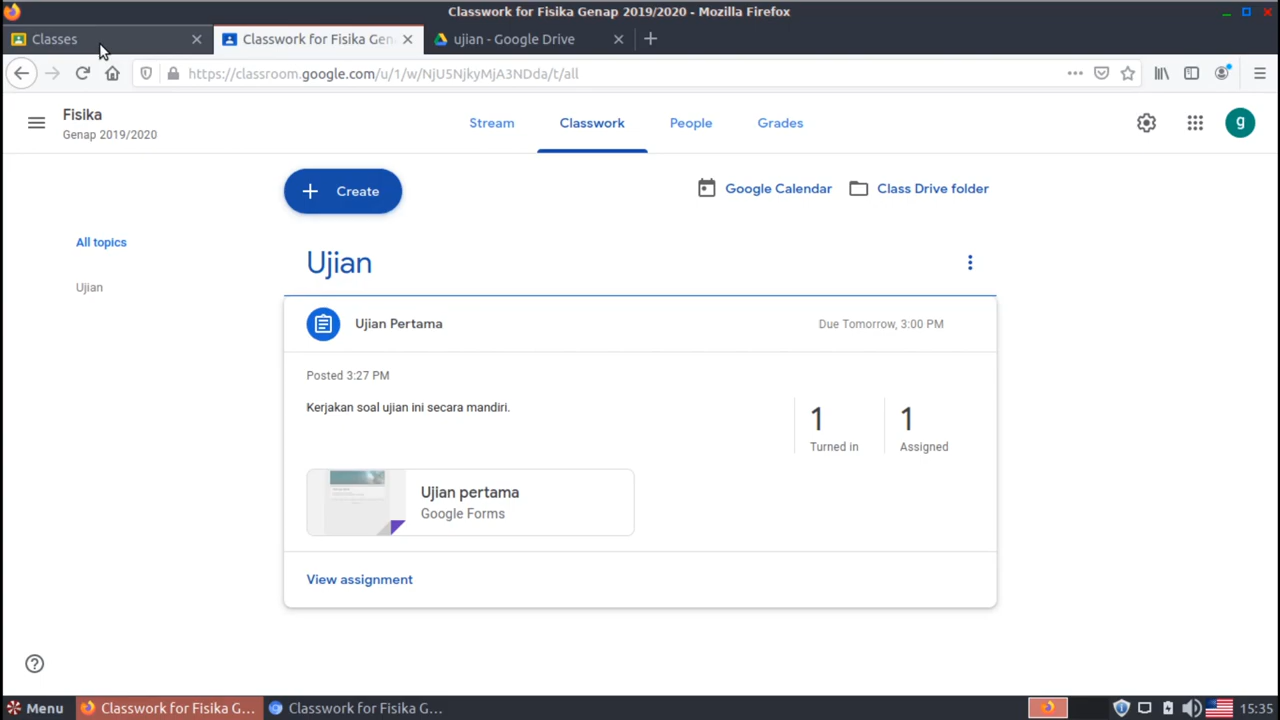 Classwork for Fisika Genap 2019/2020 - Mozilla Firefox
Classes
Classwork for Fisika Gen
ujian - Google Drive
https://classroom.google.com/u/1/w/NjU5NjkyMjA3NDda/t/all
Fisika
Genap 2019/2020
Stream
Classwork
People
Grades
g
Create
Google Calendar
Class Drive folder
All topics
Ujian
Ujian
Ujian Pertama
Due Tomorrow, 3:00 PM
Posted 3:27 PM
Kerjakan soal ujian ini secara mandiri.
1
Turned in
1
Assigned
Ujian pertama
Google Forms
View assignment
Menu
Classwork for Fisika G...
Classwork for Fisika G...
15:35